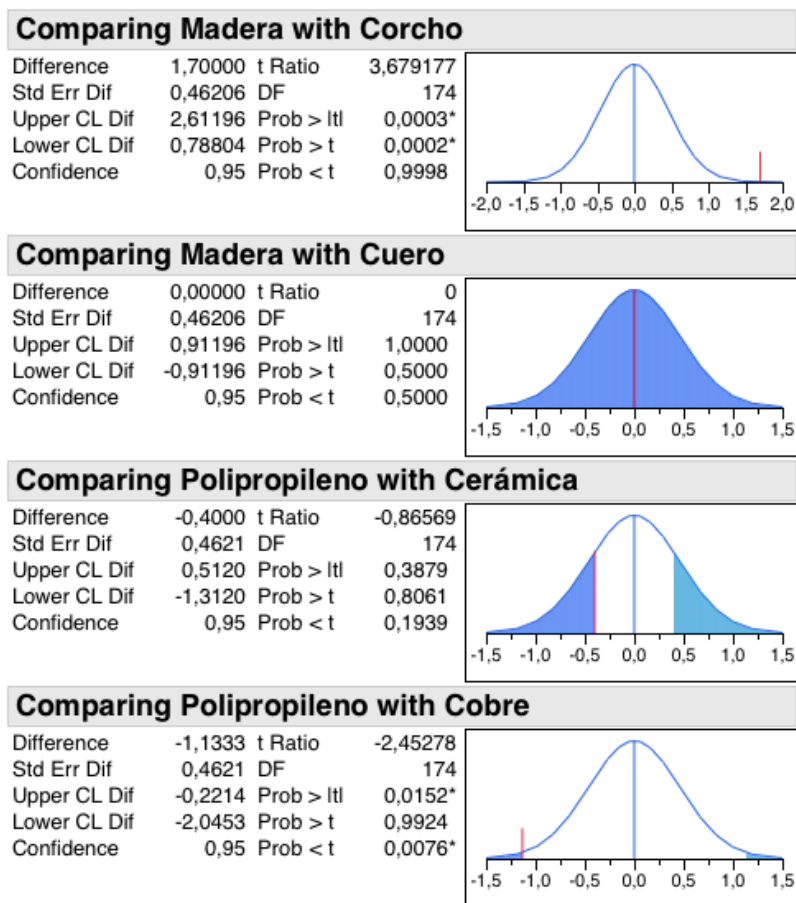 Comparing Madera with Corcho
Difference 1,70000 t Ratio 3,679177
Std Err Dif 0,46206 DF 174
Upper CL Dif 2,61196 Prob > |t| 0,0003*
Lower CL Dif 0,78804 Prob > t 0,0002*
Confidence 0,95 Prob < t 0,9998
-2,0 -1,5 -1,0 -0,5 0,0 0,5 1,0 1,5 2,0
Comparing Madera with Cuero
Difference 0,00000 t Ratio 0
Std Err Dif 0,46206 DF 174
Upper CL Dif 0,91196 Prob > |t| 1,0000
Lower CL Dif -0,91196 Prob > t 0,5000
Confidence 0,95 Prob < t 0,5000
-1,5 -1,0 -0,5 0,0 0,5 1,0 1,5
Comparing Polipropileno with Cerámica
Difference -0,4000 t Ratio -0,86569
Std Err Dif 0,4621 DF 174
Upper CL Dif 0,5120 Prob > |t| 0,3879
Lower CL Dif -1,3120 Prob > t 0,8061
Confidence 0,95 Prob < t 0,1939
-1,5 -1,0 -0,5 0,0 0,5 1,0 1,5
Comparing Polipropileno with Cobre
Difference -1,1333 t Ratio -2,45278
Std Err Dif 0,4621 DF 174
Upper CL Dif -0,2214 Prob > |t| 0,0152*
Lower CL Dif -2,0453 Prob > t 0,9924
Confidence 0,95 Prob < t 0,0076*
-1,5 -1,0 -0,5 0,0 0,5 1,0 1,5